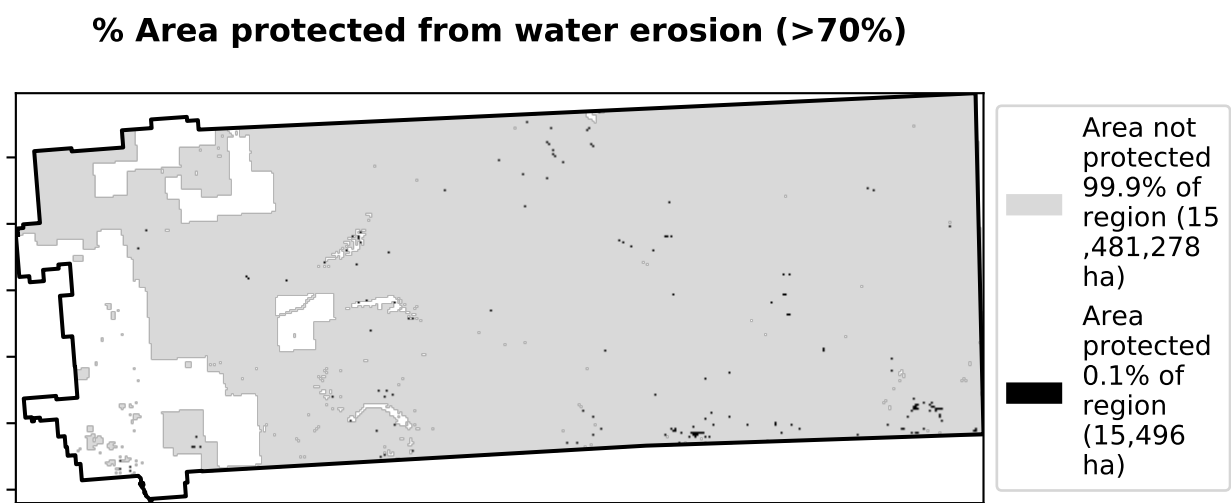 % Area protected from water erosion (>70%)
Area not
protected
99.9% of
region (15
,481,278
ha)
Area
protected
0.1% of
region
(15,496
ha)